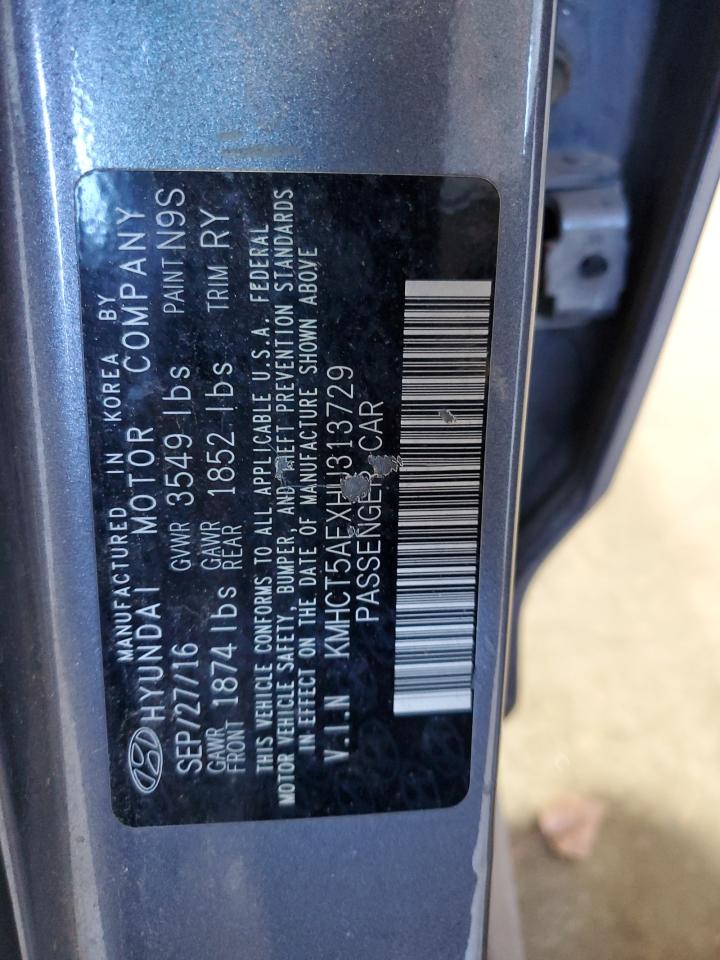 MANUFACTURED IN KOREA BY
HYUNDAI MOTOR COMPANY
SEP/27/16 GVWR 3549 lbs PAINT N9S
GAWR FRONT 1874 lbs GAWR REAR 1852 lbs TRIM RY
THIS VEHICLE CONFORMS TO ALL APPLICABLE U.S.A. FEDERAL
MOTOR VEHICLE SAFETY, BUMPER, AND THEFT PREVENTION STANDARDS
IN EFFECT ON THE DATE OF MANUFACTURE SHOWN ABOVE
V.I.N KMHCT5AEXHU313729
PASSENGER CAR